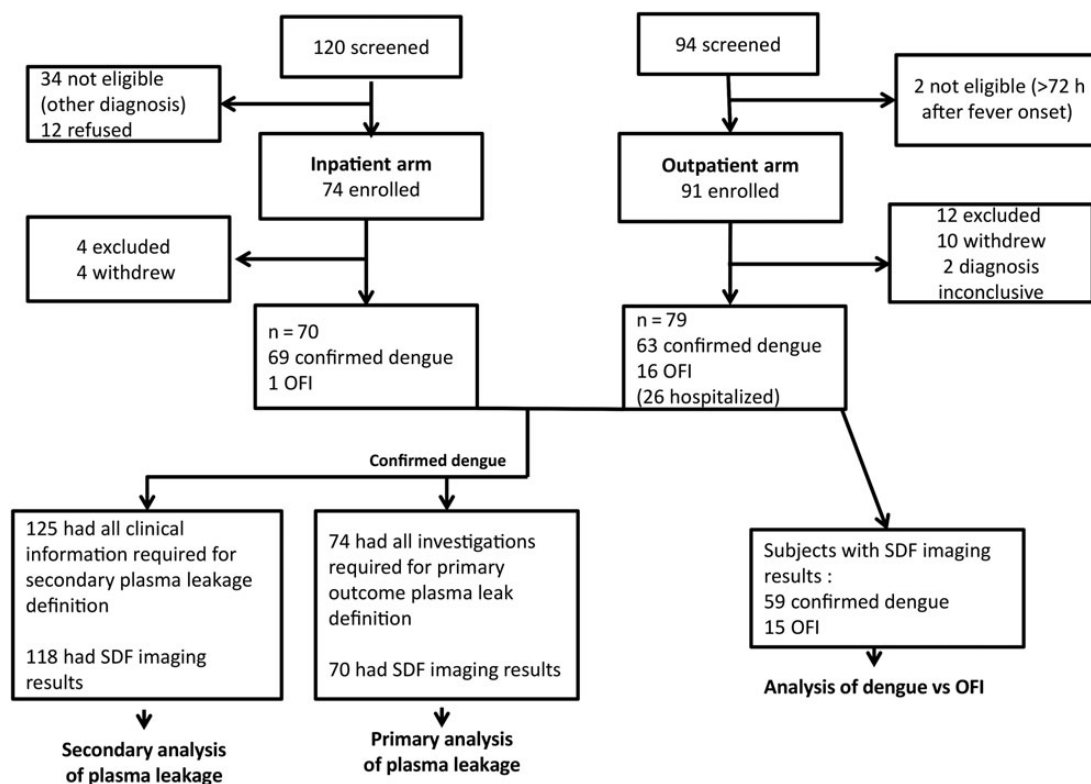 120 screened
94 screened
34 not eligible
(other diagnosis)
12 refused
2 not eligible (>72 h
after fever onset)
Inpatient arm
74 enrolled
Outpatient arm
91 enrolled
4 excluded
4 withdrew
12 excluded
10 withdrew
2 diagnosis
inconclusive
n = 70
69 confirmed dengue
1 OFI
n = 79
63 confirmed dengue
16 OFI
(26 hospitalized)
Confirmed dengue
125 had all clinical
information required for
secondary plasma leakage
definition
118 had SDF imaging
results
74 had all investigations
required for primary
outcome plasma leak
definition
70 had SDF imaging results
Subjects with SDF imaging
results :
59 confirmed dengue
15 OFI
Analysis of dengue vs OFI
Secondary analysis
of plasma leakage
Primary analysis
of plasma leakage